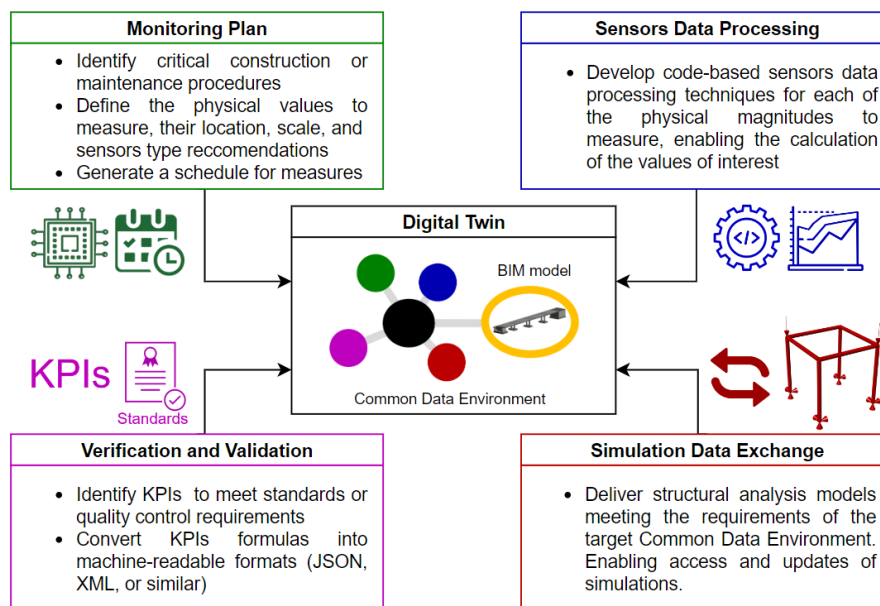 Monitoring Plan
Identify critical construction or
maintenance procedures
Define the physical values to
measure, their location, scale, and
sensors type reccomendations
Generate a schedule for measures
Sensors Data Processing
Develop code-based sensors data
processing techniques for each of
the physical magnitudes to
measure, enabling the calculation
of the values of interest
Digital Twin
BIM model
Common Data Environment
</>
KPIs
Standards
Verification and Validation
Identify KPIs to meet standards or
quality control requirements
Convert KPIs formulas into
machine-readable formats (JSON,
XML, or similar)
Simulation Data Exchange
Deliver structural analysis models
meeting the requirements of the
target Common Data Environment.
Enabling access and updates of
simulations.